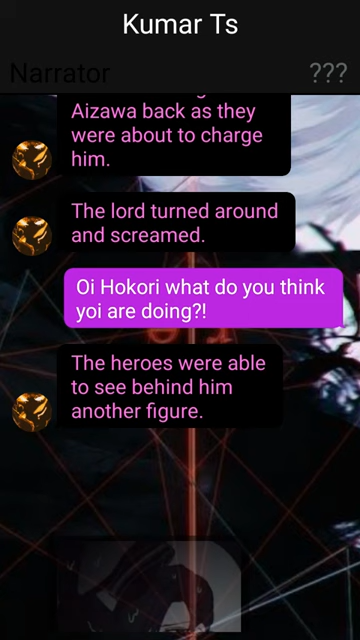 Kumar Ts
Narrator ???
Aizawa back as they
were about to charge
him.
The lord turned around
and screamed.
Oi Hokori what do you think
yoi are doing?!
The heroes were able
to see behind him
another figure.